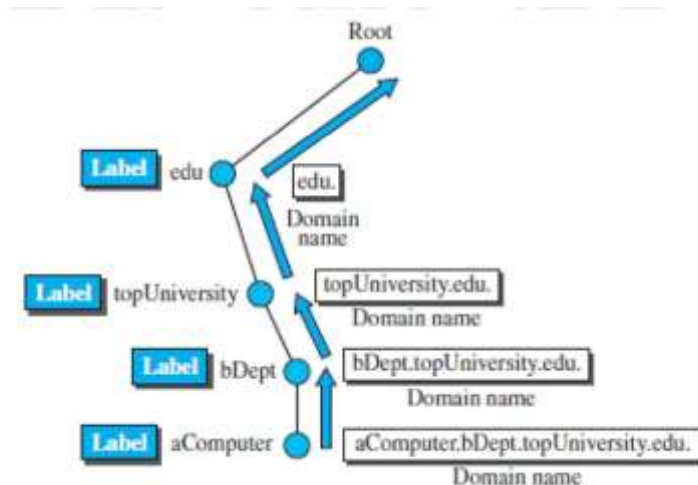 Root
Label edu
edu.
Domain
name
Label topUniversity
topUniversity.edu.
Domain name
Label bDept
bDept.topUniversity.edu.
Domain name
Label aComputer
aComputer.bDept.topUniversity.edu.
Domain name